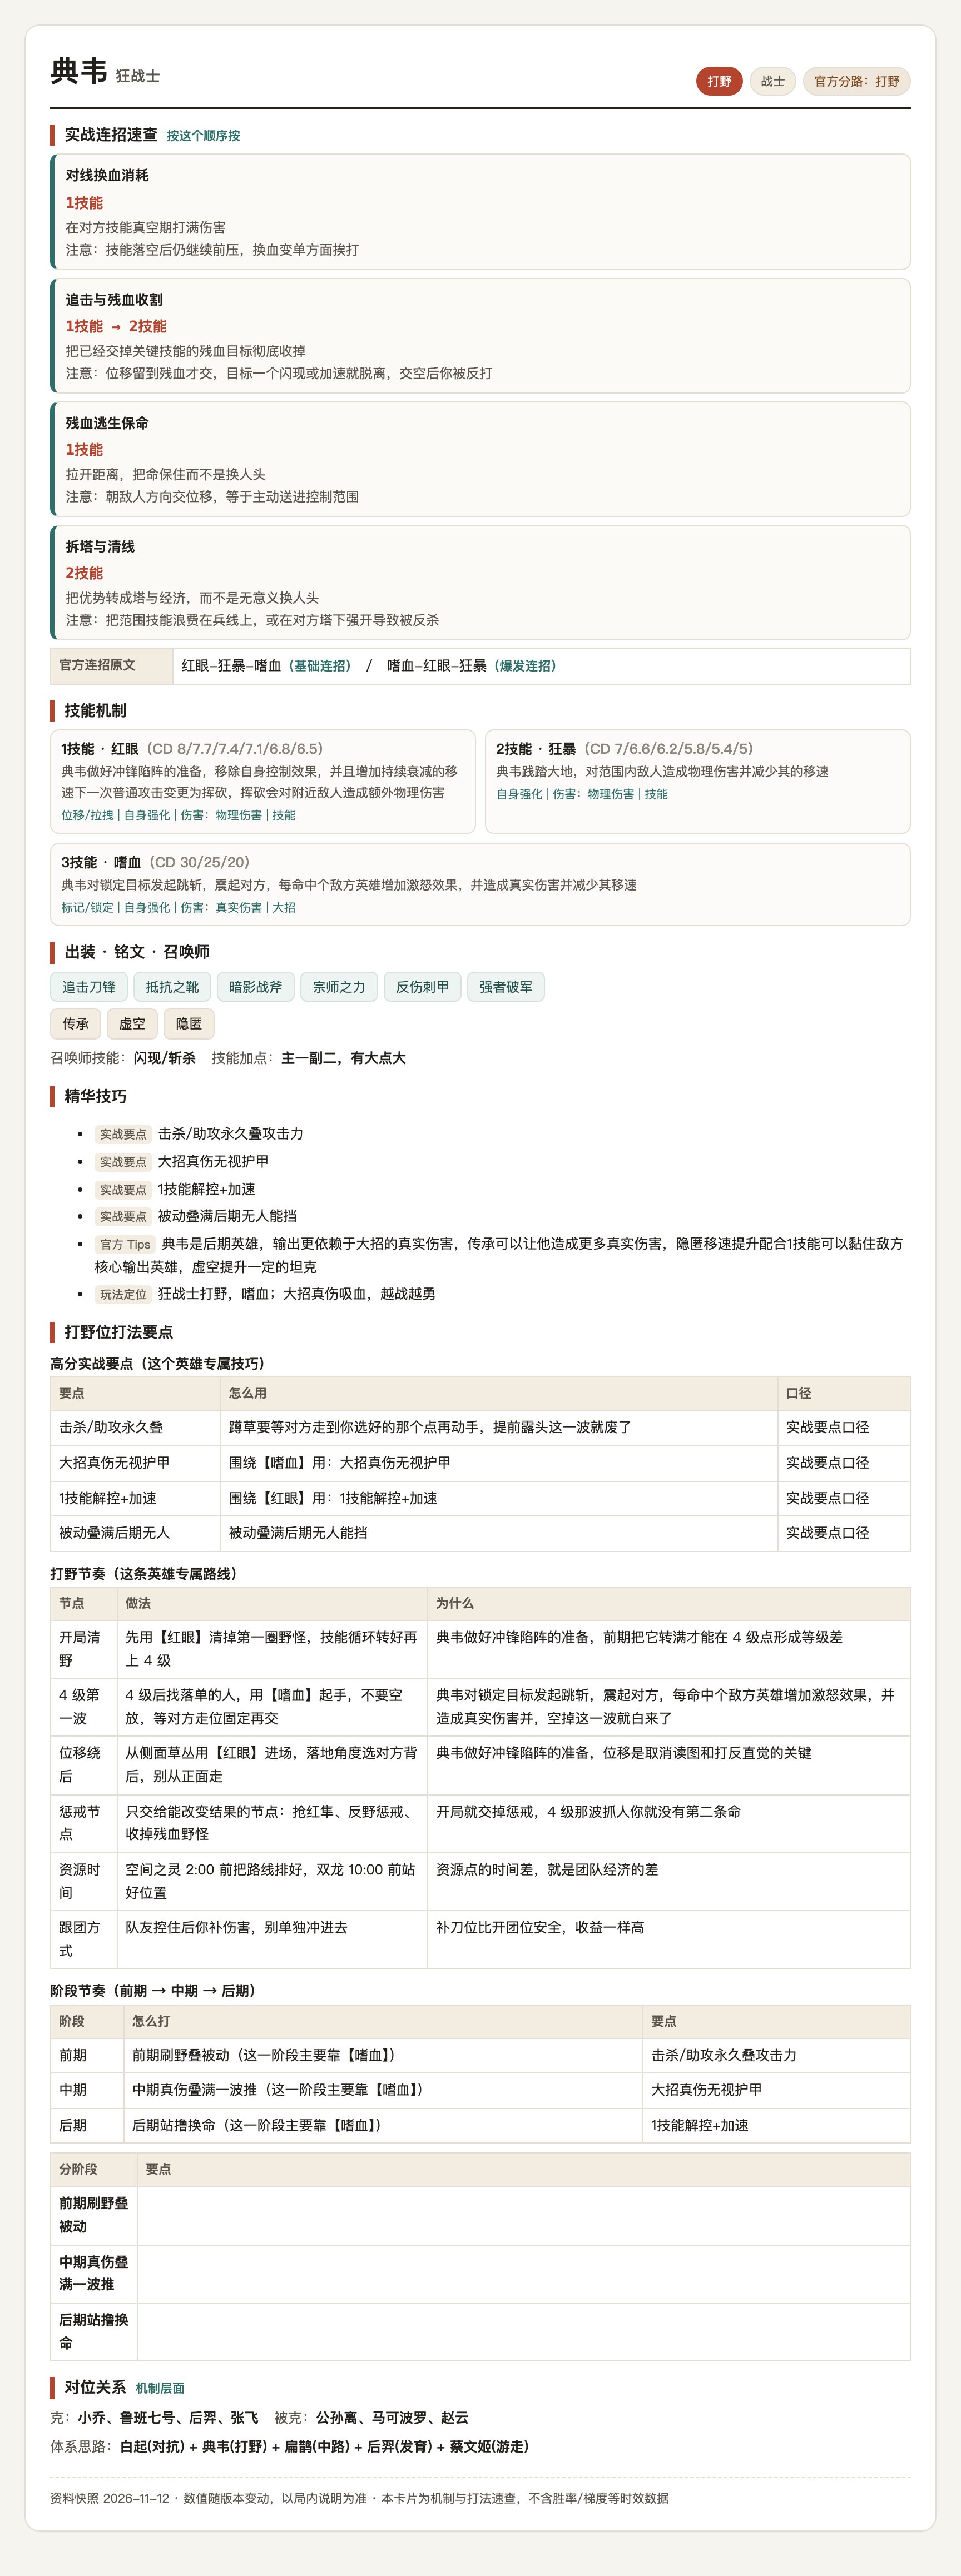 典韦 狂战士
打野 战士 官方分路：打野
实战连招速查 按这个顺序按
对线换血消耗
1技能
在对方技能真空期打满伤害
注意：技能落空后仍继续前压，换血变单方面挨打
追击与残血收割
1技能 → 2技能
把已经交掉关键技能的残血目标彻底收掉
注意：位移留到残血才交，目标一个闪现或加速就脱离，交空后你被反打
残血逃生保命
1技能
拉开距离，把命保住而不是换人头
注意：朝敌人方向交位移，等于主动送进控制范围
拆塔与清线
2技能
把优势转成塔与经济，而不是无意义换人头
注意：把范围技能浪费在兵线上，或在对方塔下强开导致被反杀
官方连招原文 红眼–狂暴–嗜血（基础连招） / 嗜血–红眼–狂暴（爆发连招）
技能机制
1技能 · 红眼（CD 8/7.7/7.4/7.1/6.8/6.5）
典韦做好冲锋陷阵的准备，移除自身控制效果，并且增加持续衰减的移
速下一次普通攻击变更为挥砍，挥砍会对附近敌人造成额外物理伤害
位移/拉拽 | 自身强化 | 伤害：物理伤害 | 技能
2技能 · 狂暴（CD 7/6.6/6.2/5.8/5.4/5）
典韦践踏大地，对范围内敌人造成物理伤害并减少其的移速
自身强化 | 伤害：物理伤害 | 技能
3技能 · 嗜血（CD 30/25/20）
典韦对锁定目标发起跳斩，震起对方，每命中个敌方英雄增加激怒效果，并造成真实伤害并减少其移速
标记/锁定 | 自身强化 | 伤害：真实伤害 | 大招
出装 · 铭文 · 召唤师
追击刀锋 抵抗之靴 暗影战斧 宗师之力 反伤刺甲 强者破军
传承 虚空 隐匿
召唤师技能：闪现/斩杀 技能加点：主一副二，有大点大
精华技巧
• 实战要点 击杀/助攻永久叠攻击力
• 实战要点 大招真伤无视护甲
• 实战要点 1技能解控+加速
• 实战要点 被动叠满后期无人能挡
• 官方 Tips 典韦是后期英雄，输出更依赖于大招的真实伤害，传承可以让他造成更多真实伤害，隐匿移速提升配合1技能可以黏住敌方
核心输出英雄，虚空提升一定的坦克
• 玩法定位 狂战士打野，嗜血；大招真伤吸血，越战越勇
打野位打法要点
高分实战要点（这个英雄专属技巧）
要点 怎么用 口径
击杀/助攻永久叠 蹲草要等对方走到你选好的那个点再动手，提前露头这一波就废了 实战要点口径
大招真伤无视护甲 围绕【嗜血】用：大招真伤无视护甲 实战要点口径
1技能解控+加速 围绕【红眼】用：1技能解控+加速 实战要点口径
被动叠满后期无人 被动叠满后期无人能挡 实战要点口径
打野节奏（这条英雄专属路线）
节点 做法 为什么
开局清
野
先用【红眼】清掉第一圈野怪，技能循环转好再
上 4 级
典韦做好冲锋陷阵的准备，前期把它转满才能在 4 级点形成等级差
4 级第
一波
4 级后找落单的人，用【嗜血】起手，不要空
放，等对方走位固定再交
典韦对锁定目标发起跳斩，震起对方，每命中个敌方英雄增加激怒效果，并
造成真实伤害并，空掉这一波就白来了
位移绕
后
从侧面草丛用【红眼】进场，落地角度选对方背
后，别从正面走
典韦做好冲锋陷阵的准备，位移是取消读图和打反直觉的关键
惩戒节
点
只交给能改变结果的节点：抢红隼、反野惩戒、
收掉残血野怪
开局就交掉惩戒，4 级那波抓人你就没有第二条命
资源时
间
空间之灵 2:00 前把路线排好，双龙 10:00 前站
好位置
资源点的时间差，就是团队经济的差
跟团方
式
队友控住后你补伤害，别单独冲进去
补刀位比开团位安全，收益一样高
阶段节奏（前期 → 中期 → 后期）
阶段 怎么打 要点
前期 前期刷野叠被动（这一阶段主要靠【嗜血】） 击杀/助攻永久叠攻击力
中期 中期真伤叠满一波推（这一阶段主要靠【嗜血】） 大招真伤无视护甲
后期 后期站撸换命（这一阶段主要靠【嗜血】） 1技能解控+加速
分阶段 要点
前期刷野叠
被动
中期真伤叠
满一波推
后期站撸换
命
对位关系 机制层面
克：小乔、鲁班七号、后羿、张飞 被克：公孙离、马可波罗、赵云
体系思路：白起(对抗) + 典韦(打野) + 扁鹊(中路) + 后羿(发育) + 蔡文姬(游走)
资料快照 2026–11–12 · 数值随版本变动，以局内说明为准 · 本卡片为机制与打法速查，不含胜率/梯度等时效数据